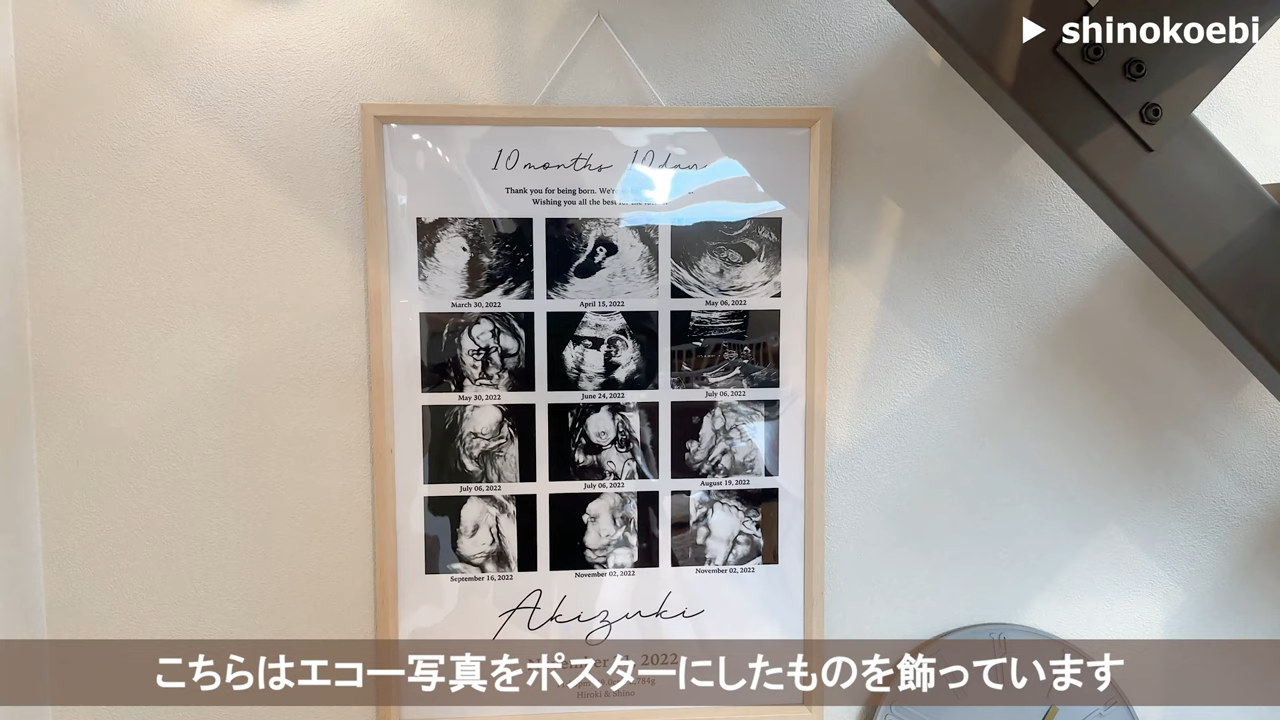 shinokoebi
10 months 10 days
Thank you for being born. We're
Wishing you all the best for the
March 30, 2022
April 15, 2022
May 06, 2022
May 30, 2022
June 24, 2022
July 06, 2022
July 06, 2022
July 06, 2022
August 19, 2022
September 16, 2022
November 02, 2022
November 02, 2022
Akizuki
2022
こちらはエコー写真をポスターにしたものを飾っています
784g
Hiroki & Shino